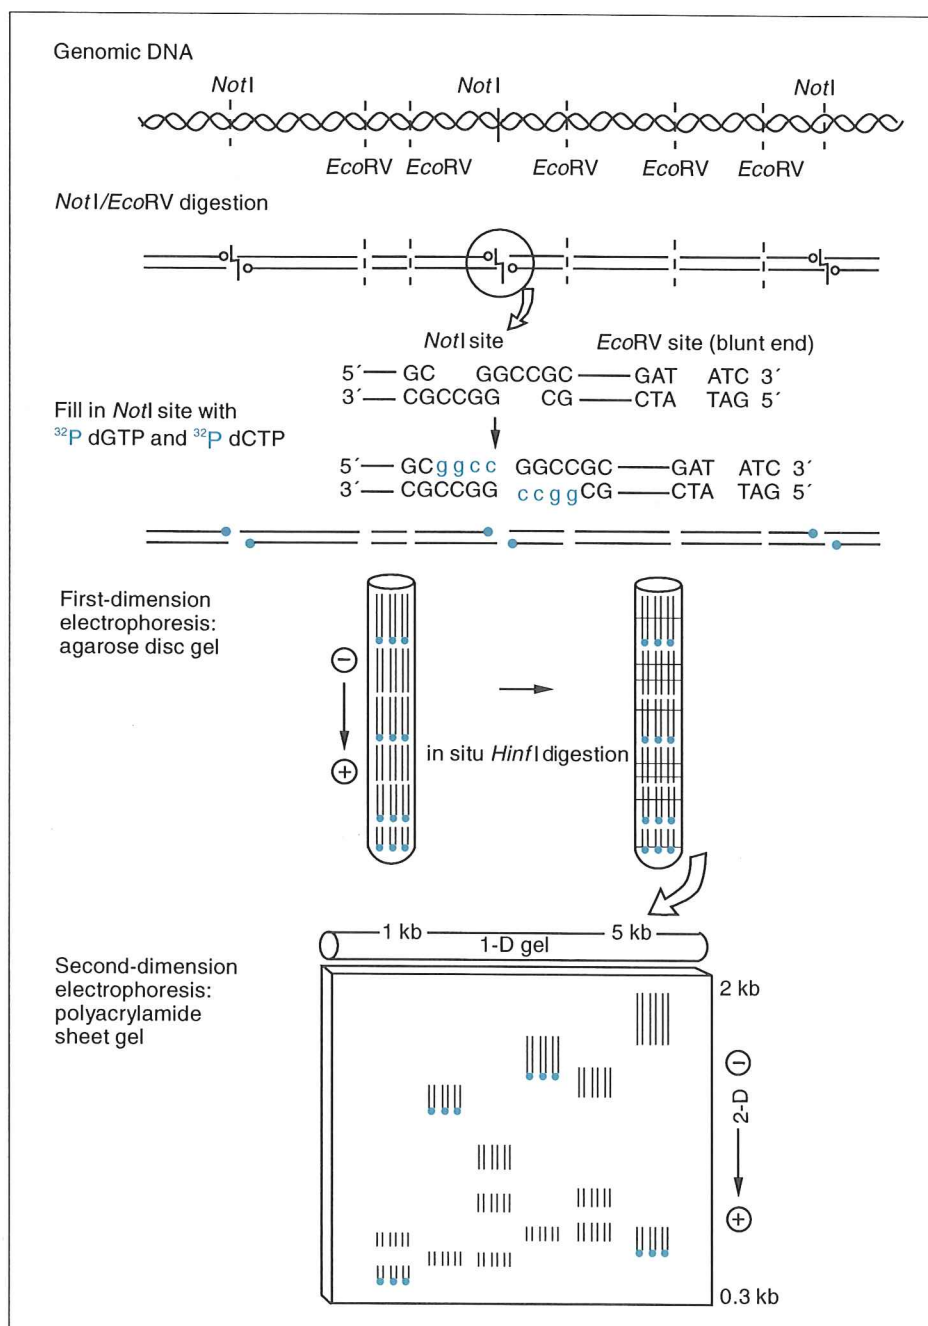 Genomic DNA
NotI NotI NotI
EcoRV EcoRV EcoRV EcoRV EcoRV
NotI/EcoRV digestion
NotI site EcoRV site (blunt end)
5´ GC GGCCGC GAT ATC 3´
3´ CGCCGG CG CTA TAG 5´
Fill in NotI site with
32P dGTP and 32P dCTP
5´ GCggcc GGCCGC GAT ATC 3´
3´ CGCCGG ccggCG CTA TAG 5´
First-dimension
electrophoresis:
agarose disc gel
−
+
in situ HinfI digestion
1 kb 5 kb
1-D gel
Second-dimension
electrophoresis:
polyacrylamide
sheet gel
2 kb
−
2-D
+
0.3 kb